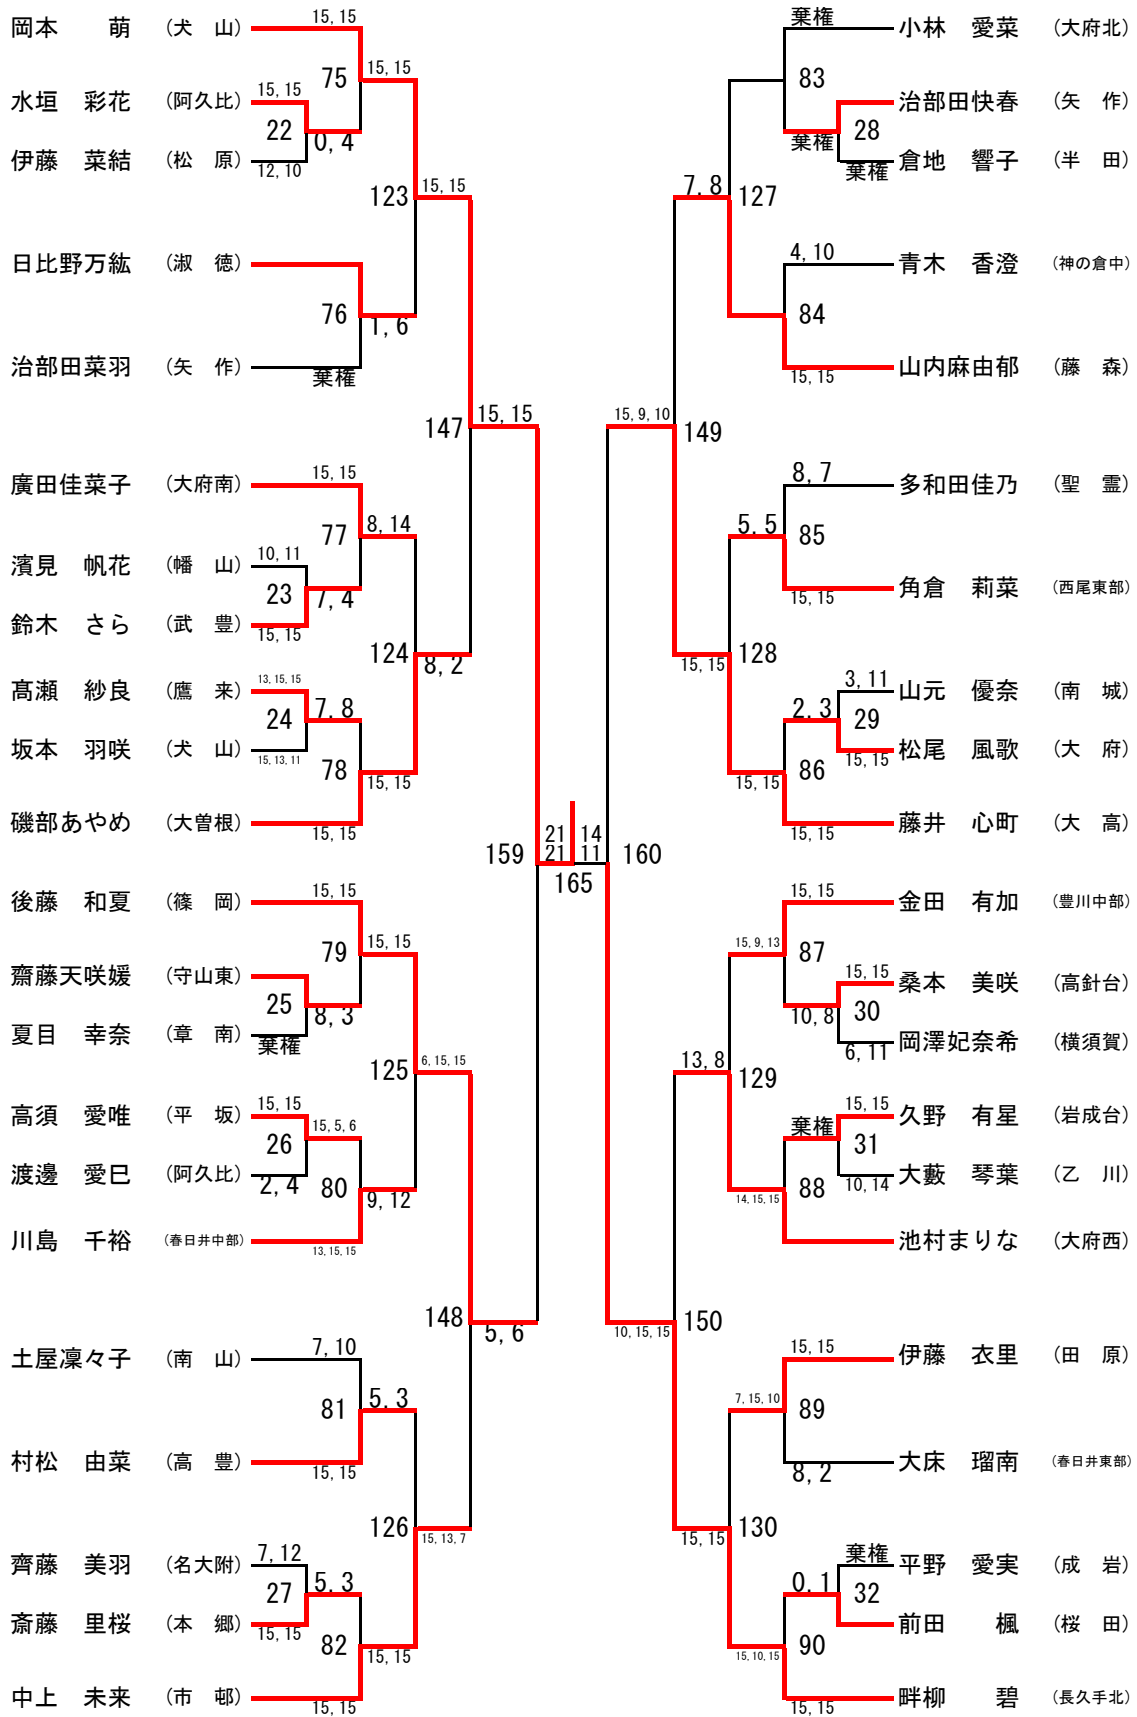 岡本　　萌　（犬　山）　15, 15
75　15, 15
水垣　彩花　（阿久比）　15, 15
22　0, 4
伊藤　菜結　（松　原）　12, 10
123　15, 15
日比野万紘　（淑　徳）
76　1, 6
治部田菜羽　（矢　作）　棄権
147　15, 15
廣田佳菜子　（大府南）　15, 15
77　8, 14
濱見　帆花　（幡　山）　10, 11
23　7, 4
鈴木　さら　（武　豊）　15, 15
124　8, 2
髙瀬　紗良　（鷹　来）　13, 15, 15
24　7, 8
坂本　羽咲　（犬　山）　15, 13, 11
78　15, 15
磯部あやめ　（大曽根）　15, 15
159　21　14
21　11　160
165
後藤　和夏　（篠　岡）　15, 15
79　15, 15
齋藤天咲媛　（守山東）
25　8, 3
夏目　幸奈　（章　南）　棄権
125　6, 15, 15
高須　愛唯　（平　坂）　15, 15
26　15, 5, 6
渡邊　愛巳　（阿久比）　2, 4
80　9, 12
川島　千裕　（春日井中部）　13, 15, 15
148　5, 6
土屋凜々子　（南　山）　7, 10
81　5, 3
村松　由菜　（高　豊）　15, 15
126　15, 13, 7
齊藤　美羽　（名大附）　7, 12
27　5, 3
斎藤　里桜　（本　郷）　15, 15
82　15, 15
中上　未来　（市　邨）　15, 15
棄権　小林　愛菜　（大府北）
83
治部田快春　（矢　作）
棄権　28
棄権　倉地　響子　（半　田）
7, 8　127
4, 10　青木　香澄　（神の倉中）
84
15, 15　山内麻由郁　（藤　森）
15, 9, 10　149
8, 7　多和田佳乃　（聖　霊）
5, 5　85
15, 15　角倉　莉菜　（西尾東部）
15, 15　128
3, 11　山元　優奈　（南　城）
2, 3　29
15, 15　松尾　風歌　（大　府）
15, 15　86
15, 15　藤井　心町　（大　高）
15, 15　金田　有加　（豊川中部）
15, 9, 13　87
15, 15　桑本　美咲　（高針台）
10, 8　30
6, 11　岡澤妃奈希　（横須賀）
13, 8　129
15, 15　久野　有星　（岩成台）
棄権　31
10, 14　大藪　琴葉　（乙　川）
14, 15, 15　88
池村まりな　（大府西）
10, 15, 15　150
15, 15　伊藤　衣里　（田　原）
7, 15, 10　89
8, 2　大床　瑠南　（春日井東部）
15, 15　130
棄権　平野　愛実　（成　岩）
0, 1　32
前田　　楓　（桜　田）
15, 10, 15　90
15, 15　畔柳　　碧　（長久手北）